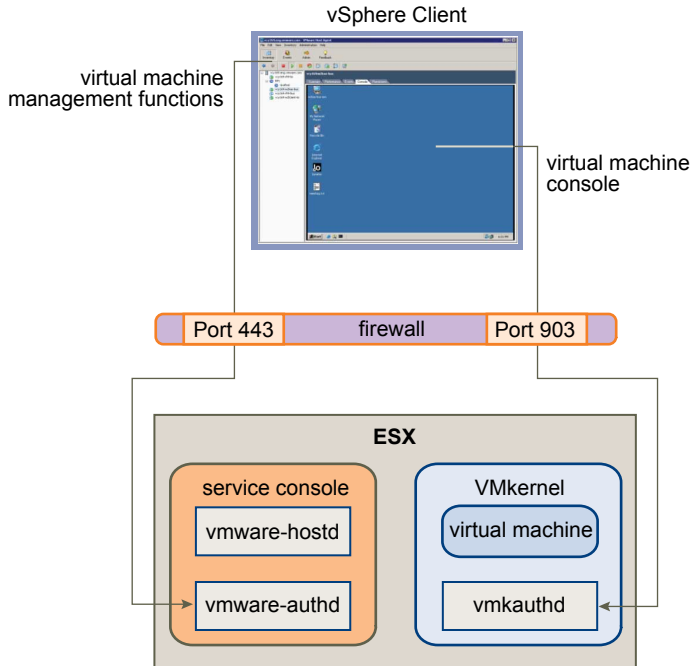 vSphere Client
virtual machine
management functions
virtual machine
console
Port 443
firewall
Port 903
ESX
service console
VMkernel
vmware-hostd
virtual machine
vmware-authd
vmkauthd